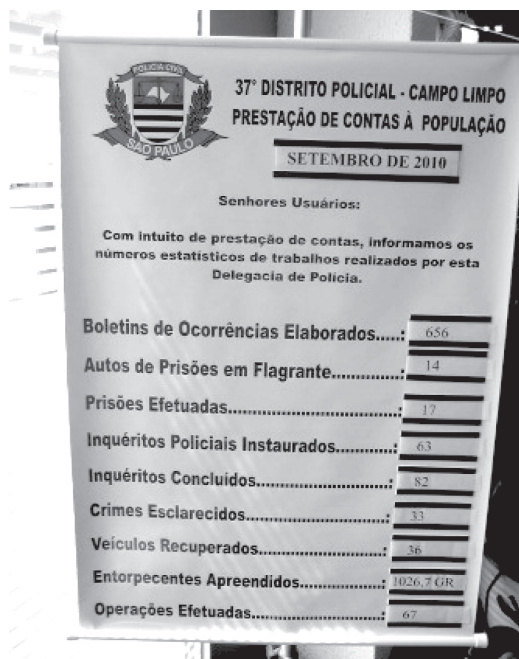 POLICIA CIVIL
SÃO PAULO
37° DISTRITO POLICIAL - CAMPO LIMPO
PRESTAÇÃO DE CONTAS À POPULAÇÃO
SETEMBRO DE 2010
Senhores Usuários:
Com intuito de prestação de contas, informamos os
números estatísticos de trabalhos realizados por esta
Delegacia de Polícia.
Boletins de Ocorrências Elaborados.....: 656
Autos de Prisões em Flagrante.............: 14
Prisões Efetuadas................................: 17
Inquéritos Policiais Instaurados............: 63
Inquéritos Concluídos.........................: 82
Crimes Esclarecidos...........................: 33
Veículos Recuperados........................: 36
Entorpecentes Apreendidos................: 1026,7 GR
Operações Efetuadas.........................: 67